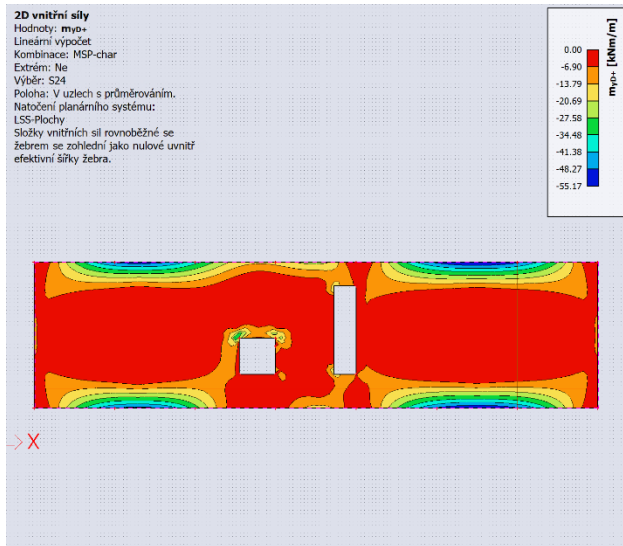 2D vnitřní síly
Hodnoty: myD+
Lineární výpočet
Kombinace: MSP-char
Extrém: Ne
Výběr: S24
Poloha: V uzlech s průměrováním.
Natočení planárního systému:
LSS-Plochy
Složky vnitřních sil rovnoběžné se
žebrem se zohlední jako nulové uvnitř
efektivní šířky žebra.
0.00
-6.90
-13.79
-20.69
-27.58
-34.48
-41.38
-48.27
-55.17
myD+ [kNm/m]
X